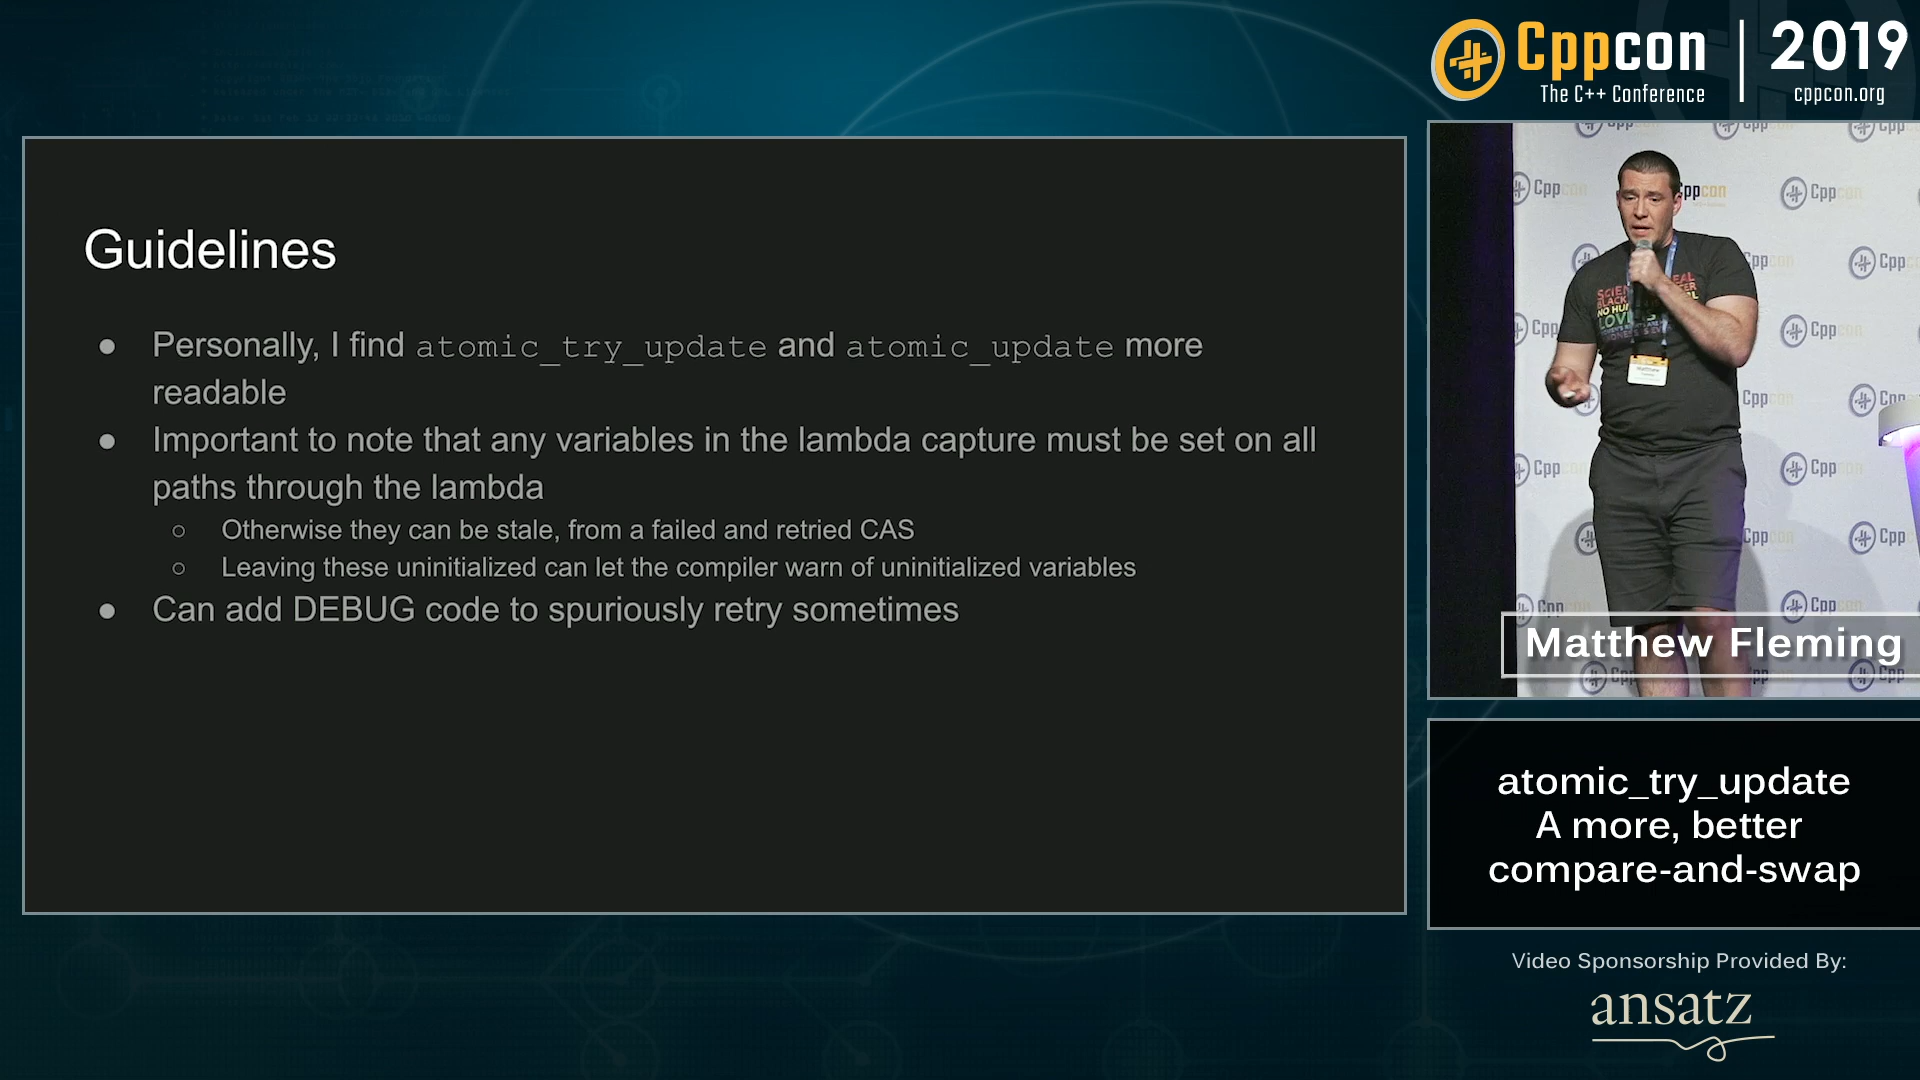 Cppcon | 2019
The C++ Conference
cppcon.org
Guidelines
● Personally, I find atomic_try_update and atomic_update more
readable
● Important to note that any variables in the lambda capture must be set on all
paths through the lambda
○ Otherwise they can be stale, from a failed and retried CAS
○ Leaving these uninitialized can let the compiler warn of uninitialized variables
● Can add DEBUG code to spuriously retry sometimes
Matthew Fleming
atomic_try_update
A more, better
compare-and-swap
Video Sponsorship Provided By:
ansatz